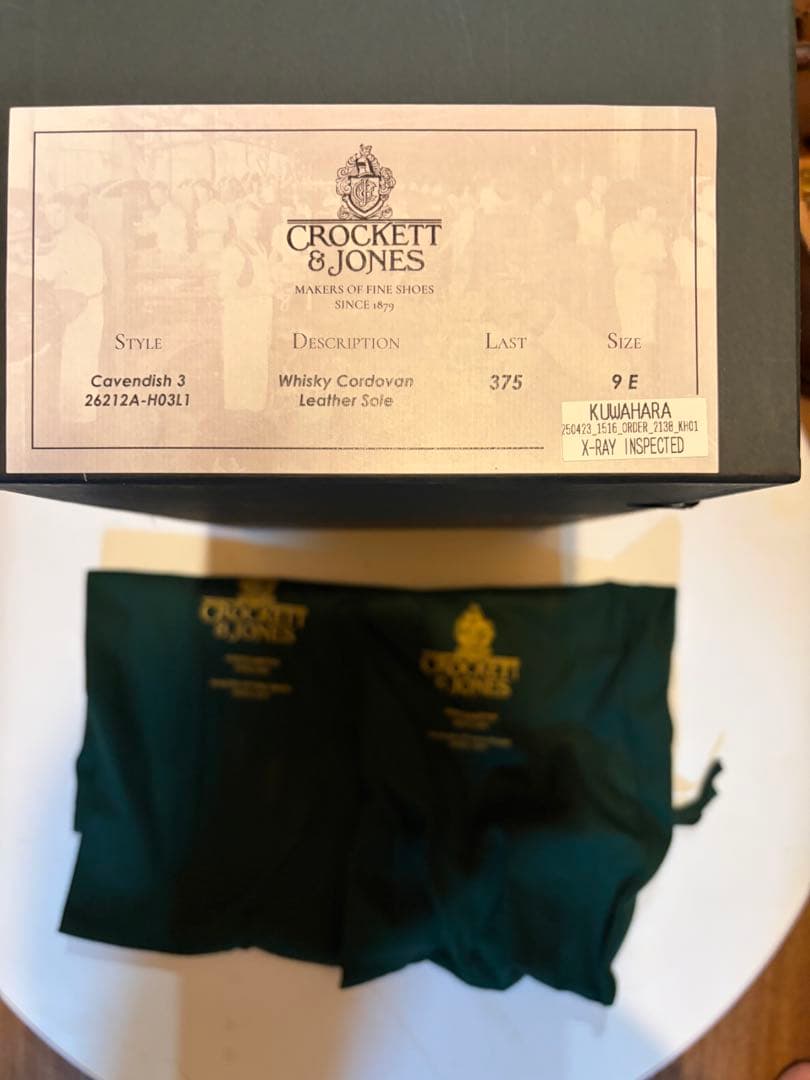 CROCKETT
& JONES
MAKERS OF FINE SHOES
SINCE 1879
STYLE DESCRIPTION LAST SIZE
Cavendish 3 Whisky Cordovan 375 9 E
26212A-H03L1 Leather Sole
KUWAHARA
250423_1516_ORDER_2138_KH01
X-RAY INSPECTED
CROCKETT
& JONES
CROCKETT
& JONES